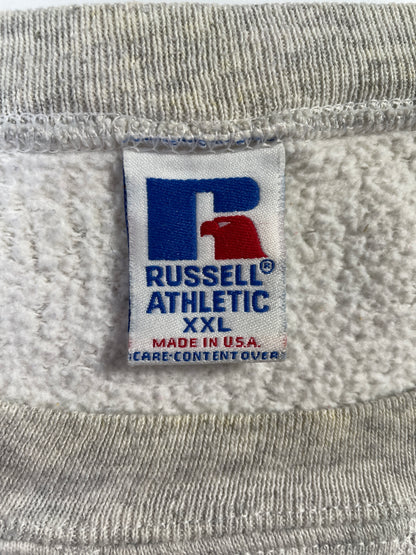 RUSSELL®
ATHLETIC
XXL
MADE IN U.S.A.
CARE-CONTENT OVER